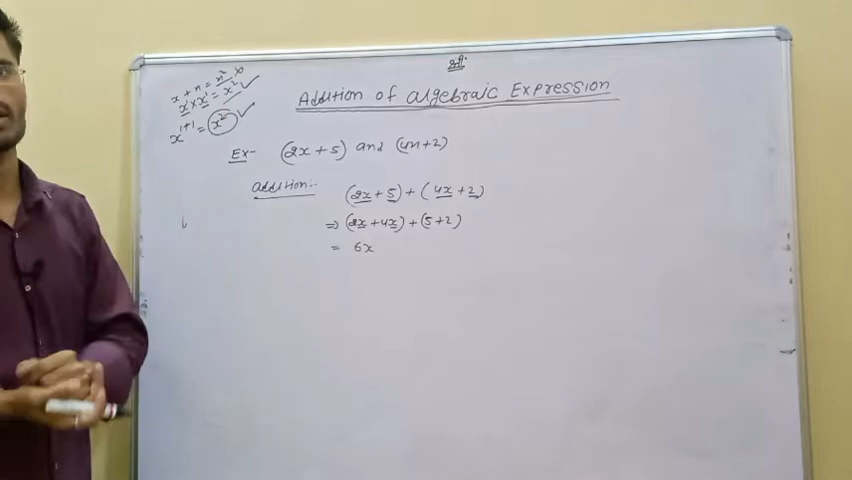 श्री
Addition of algebraic Expression
x + x = x² ×
x¹ × x¹ = x² ✓
x¹⁺¹ = x² ✓
Ex- (2x+5) and (4x+2)
Addition:- (2x+5) + (4x+2)
⇒ (2x+4x) + (5+2)
= 6x